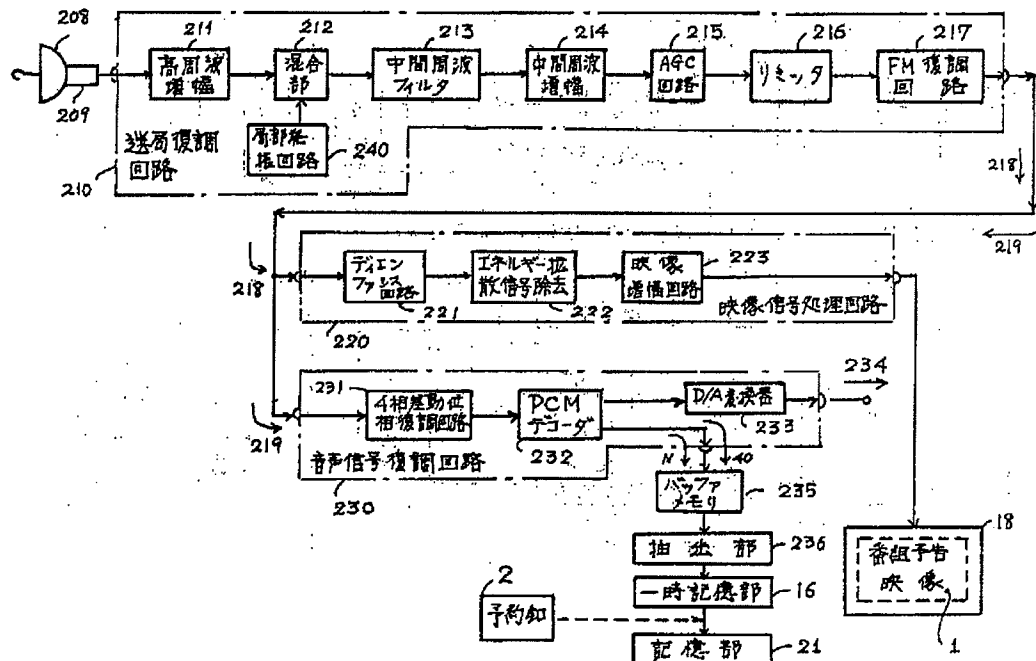 208
209
210
211
高周波
増幅
212
混合
部
213
中間周波
フィルタ
214
中間周波
増幅
215
AGC
回路
216
リミッタ
217
FM復調
回路
選局復調
回路
局部発
振回路
240
218
219
218
ディエン
ファシス
回路
221
エネルギー拡
散信号除去
222
223
映像
増幅回路
映像信号処理回路
220
219
231
4相差動位
相復調回路
PCM
デコーダ
232
D/A変換器
233
234
音声信号復調回路
230
N
40
バッファ
メモリ
235
抽出部
236
一時記憶部
16
2
予約釦
記憶部
21
18
番組予告
映像
1